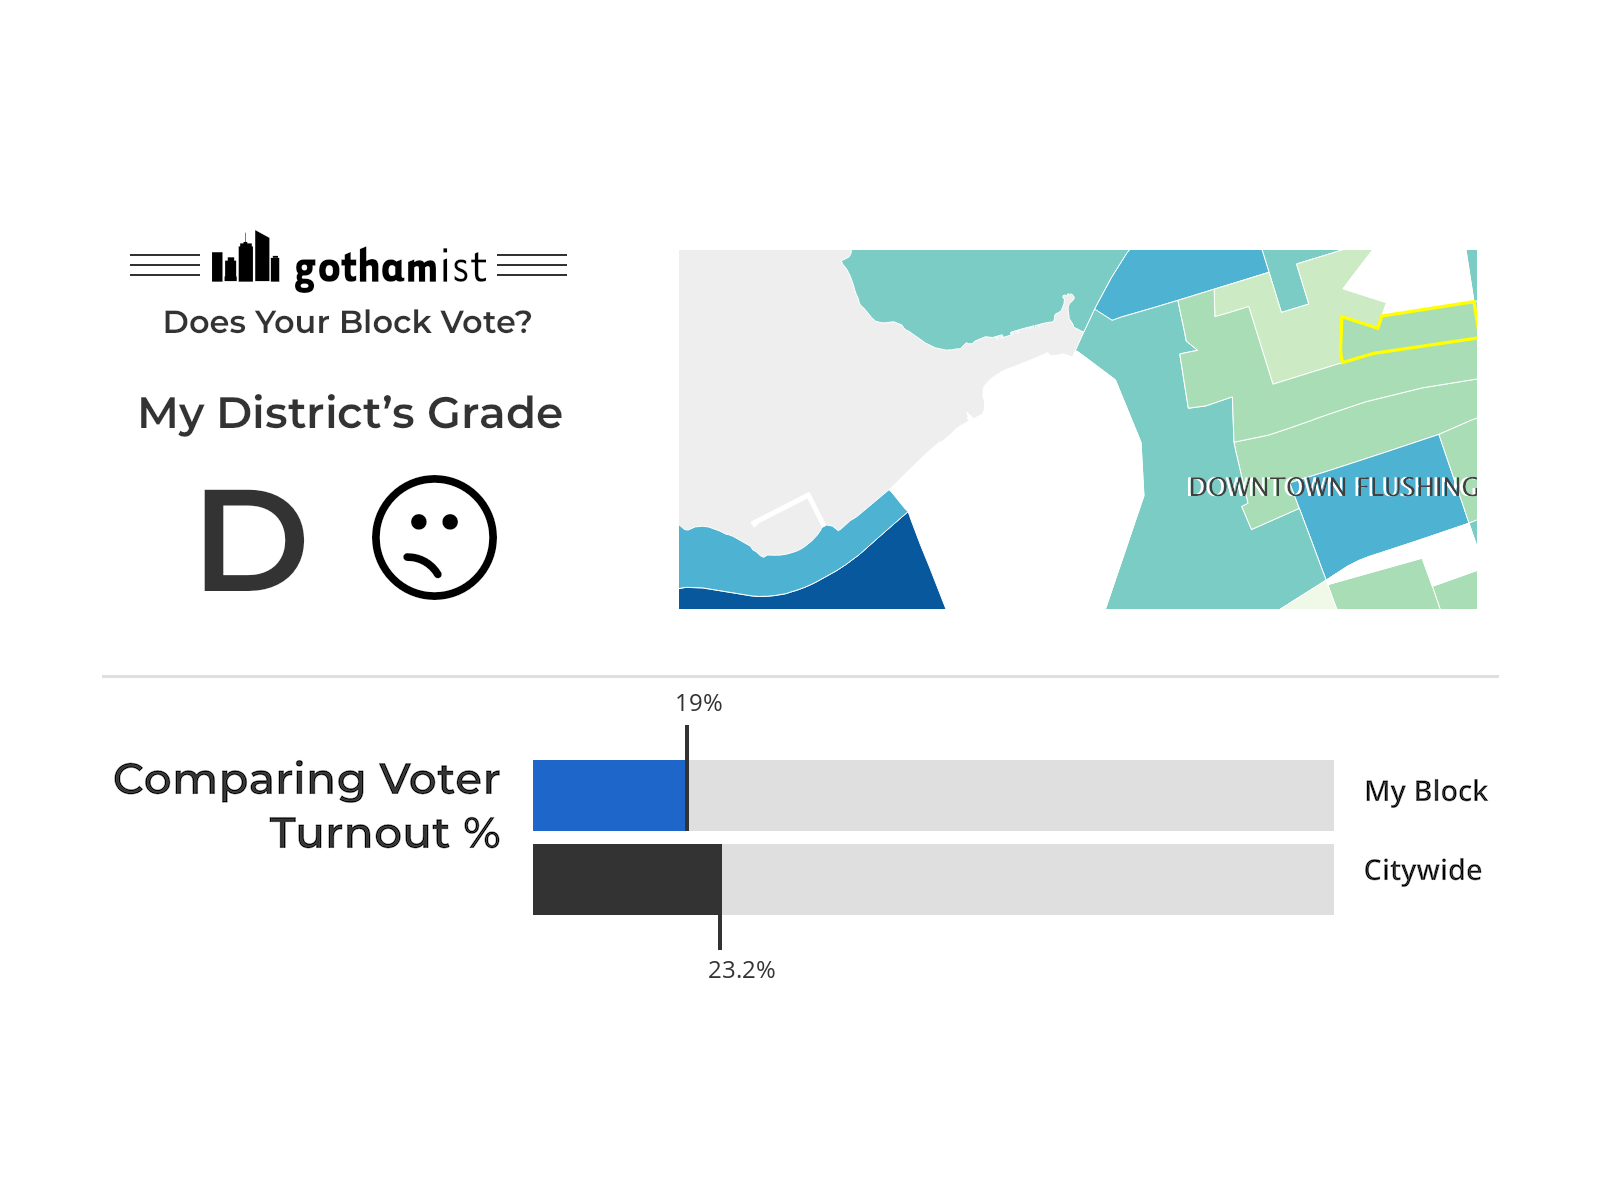 gothamist
Does Your Block Vote?
My District's Grade
D
DOWNTOWN FLUSHING
19%
Comparing Voter
Turnout %
My Block
Citywide
23.2%